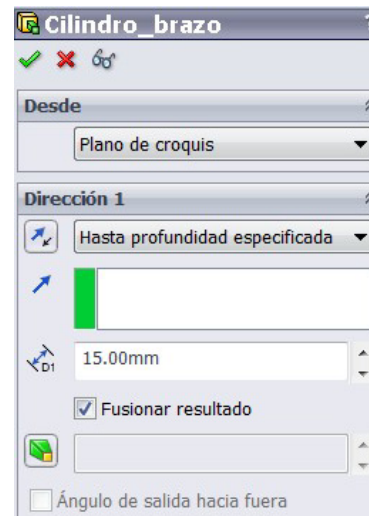 Cilindro_brazo
Desde
Plano de croquis
Dirección 1
Hasta profundidad especificada
D1
15.00mm
Fusionar resultado
Ángulo de salida hacia fuera